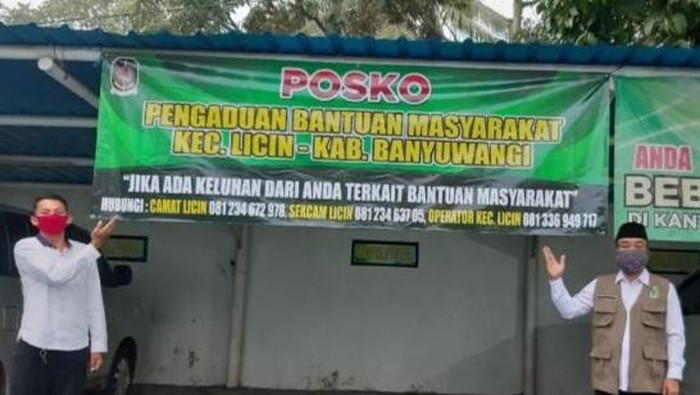 POSKO
PENGADUAN BANTUAN MASYARAKAT
KEC. LICIN - KAB. BANYUWANGI
"JIKA ADA KELUHAN DARI ANDA TERKAIT BANTUAN MASYARAKAT"
HUBUNGI : CAMAT LICIN 081 234 672 978, SEKCAM LICIN 081 234 637 05, OPERATOR KEC. LICIN 081 336 949 717
ANDA
DI